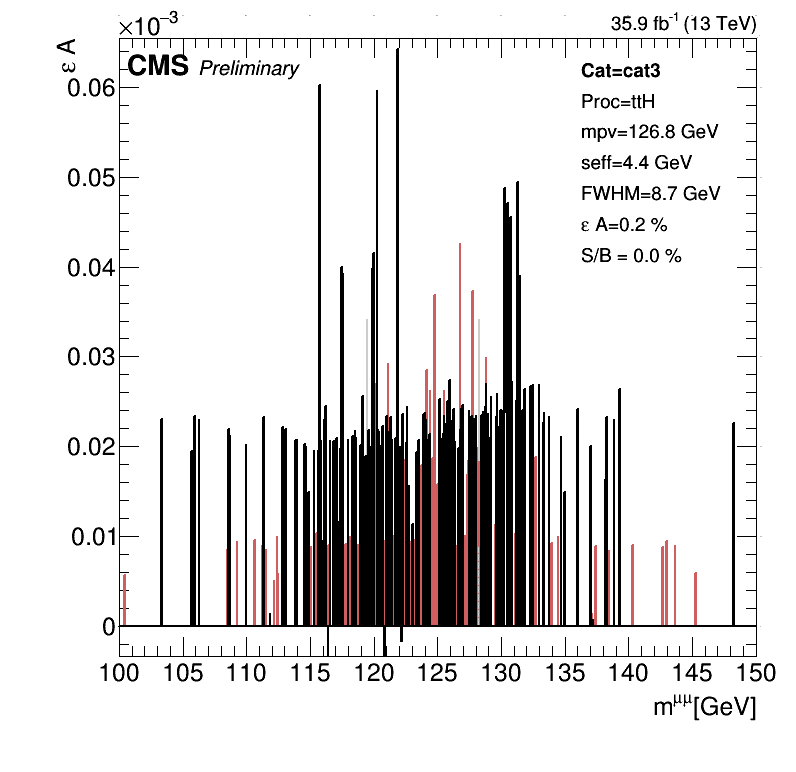 ×10⁻³
35.9 fb⁻¹ (13 TeV)
ε A
CMS Preliminary
Cat=cat3
Proc=ttH
mpv=126.8 GeV
seff=4.4 GeV
FWHM=8.7 GeV
ε A=0.2 %
S/B = 0.0 %
0.06
0.05
0.04
0.03
0.02
0.01
0
100 105 110 115 120 125 130 135 140 145 150
m^μμ[GeV]